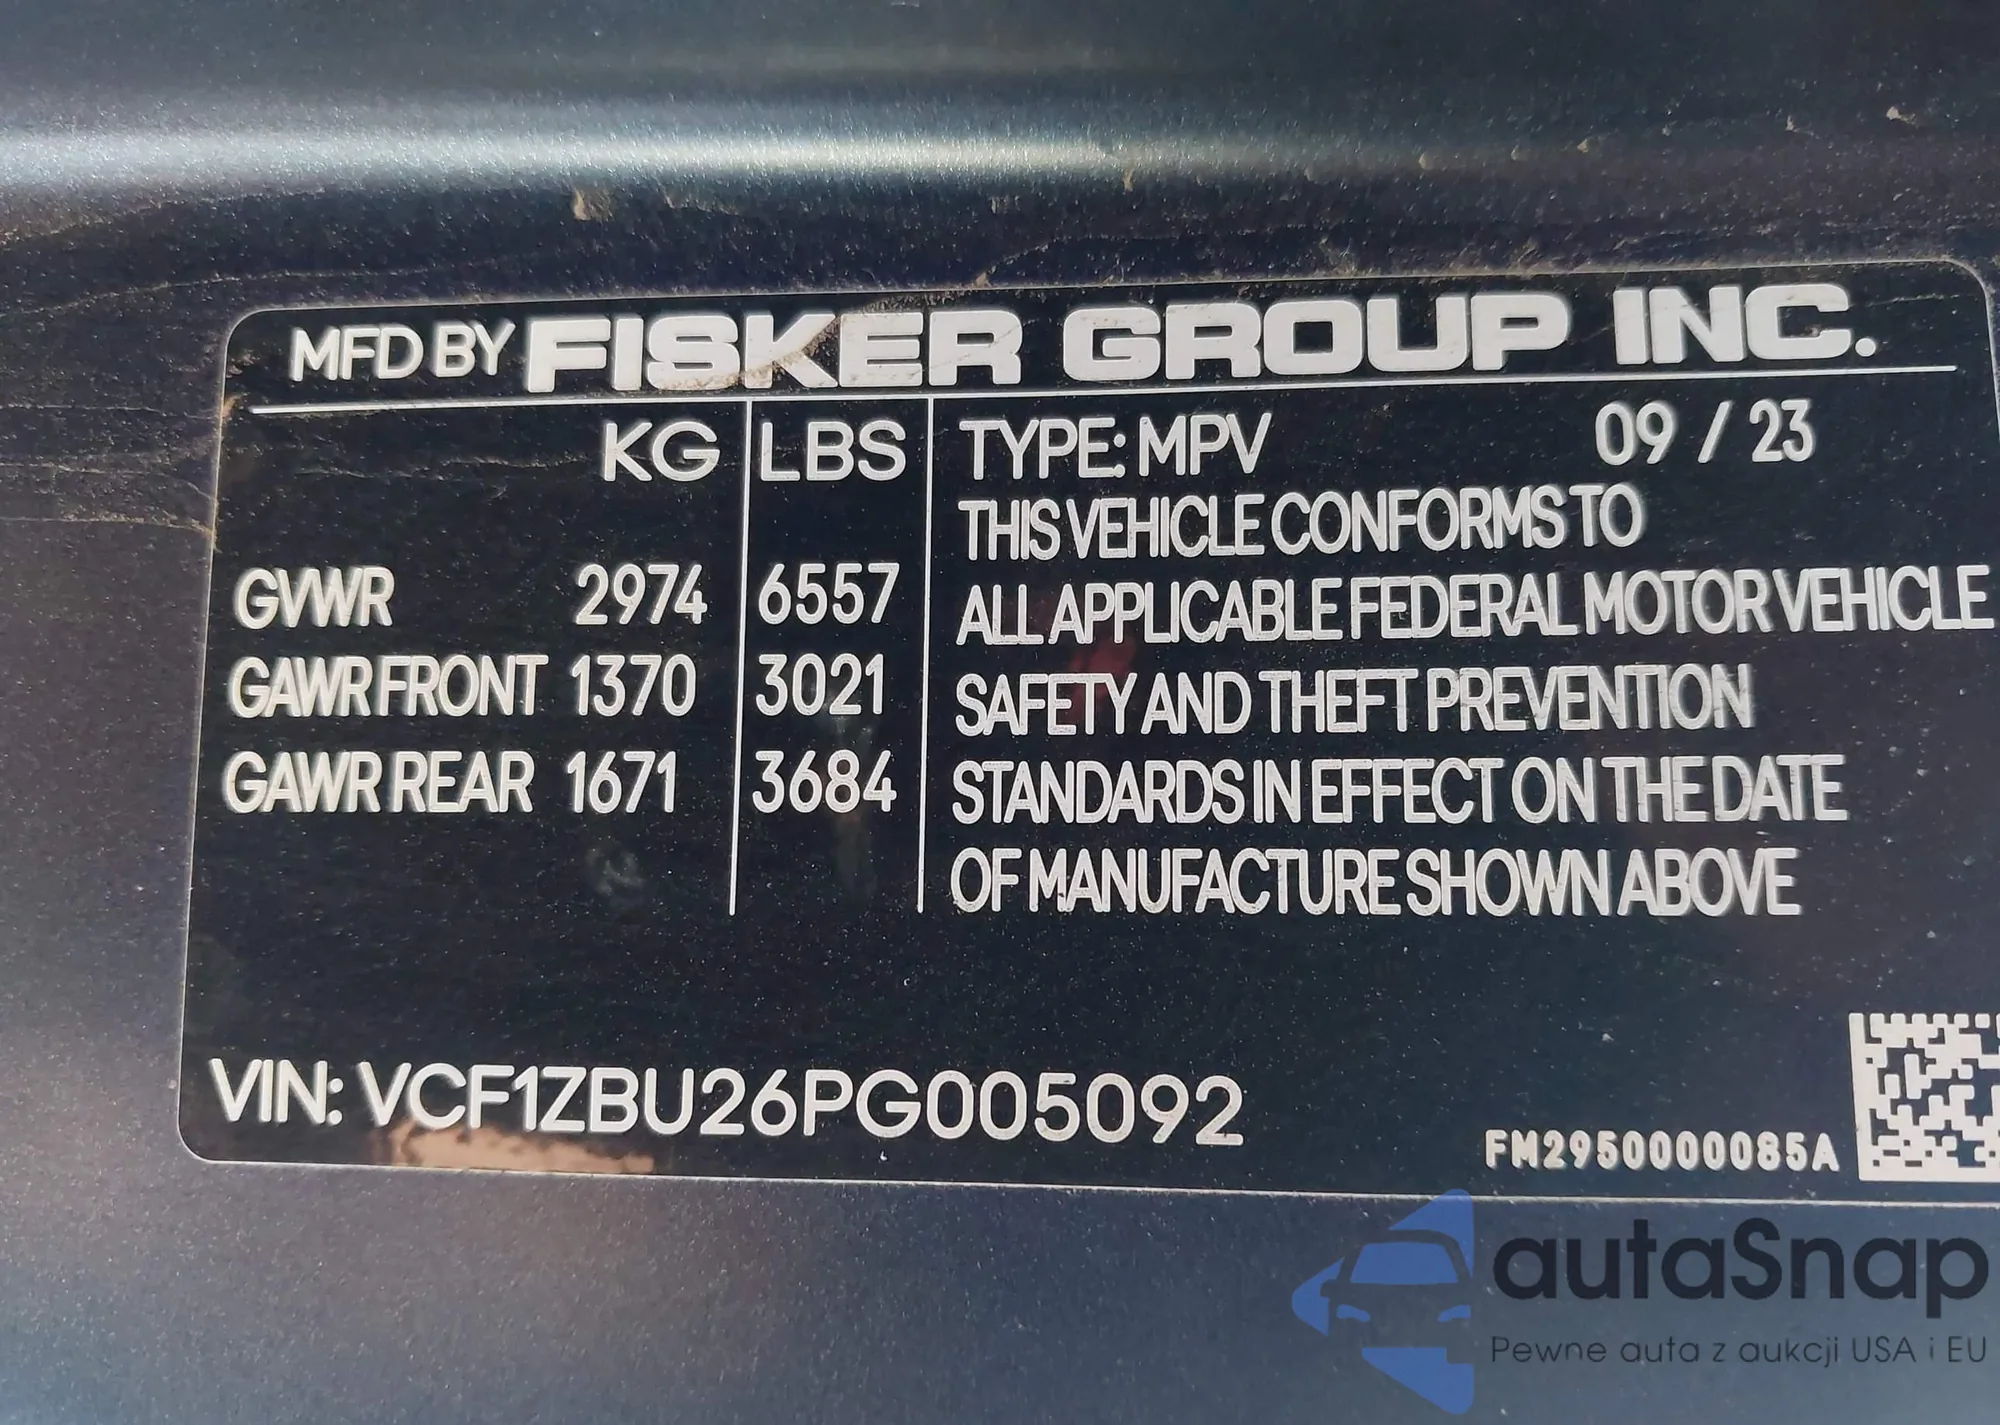 MFD BY FISKER GROUP INC.
KG LBS TYPE: MPV 09 / 23
THIS VEHICLE CONFORMS TO
GVWR 2974 6557 ALL APPLICABLE FEDERAL MOTOR VEHICLE
GAWR FRONT 1370 3021 SAFETY AND THEFT PREVENTION
GAWR REAR 1671 3684 STANDARDS IN EFFECT ON THE DATE
OF MANUFACTURE SHOWN ABOVE
VIN: VCF1ZBU26PG005092
FM2950000085A
autaSnap
Pewne auta z aukcji USA i EU